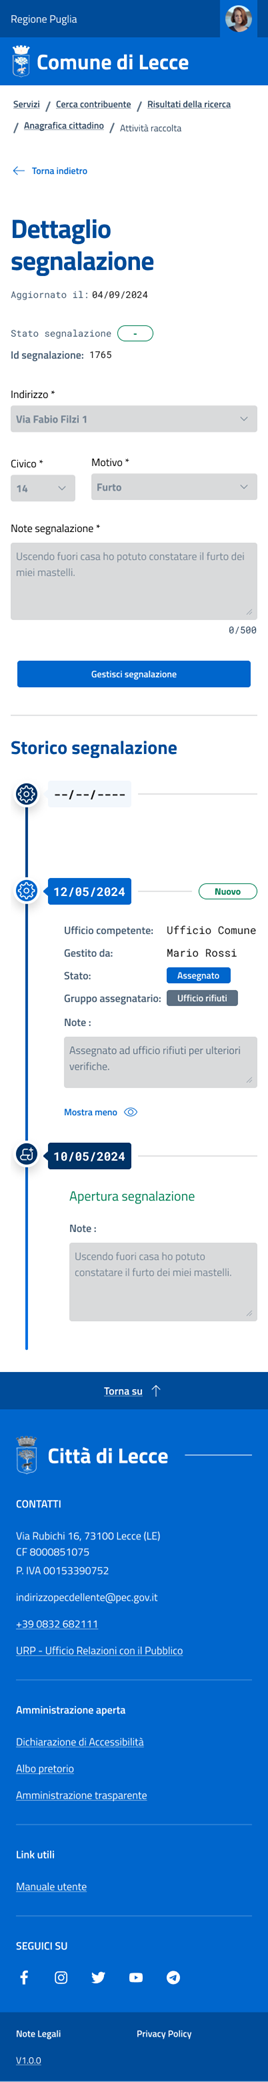 Regione Puglia
Comune di Lecce
Servizi / Cerca contribuente / Risultati della ricerca
/ Anagrafica cittadino / Attività raccolta
Torna indietro
Dettaglio
segnalazione
Aggiornato il: 04/09/2024
Stato segnalazione -
Id segnalazione: 1765
Indirizzo *
Via Fabio Filzi 1
Civico * Motivo *
14 Furto
Note segnalazione *
Uscendo fuori casa ho potuto constatare il furto dei
miei mastelli.
0/500
Gestisci segnalazione
Storico segnalazione
--/--/----
12/05/2024 Nuovo
Ufficio competente: Ufficio Comune
Gestito da: Mario Rossi
Stato: Assegnato
Gruppo assegnatario: Ufficio rifiuti
Note :
Assegnato ad ufficio rifiuti per ulteriori
verifiche.
Mostra meno
10/05/2024
Apertura segnalazione
Note :
Uscendo fuori casa ho potuto
constatare il furto dei miei mastelli.
Torna su
Città di Lecce
CONTATTI
Via Rubichi 16, 73100 Lecce (LE)
CF 8000851075
P. IVA 00153390752
indirizzopecdellente@pec.gov.it
+39 0832 682111
URP - Ufficio Relazioni con il Pubblico
Amministrazione aperta
Dichiarazione di Accessibilità
Albo pretorio
Amministrazione trasparente
Link utili
Manuale utente
SEGUICI SU
Note Legali Privacy Policy
V1.0.0